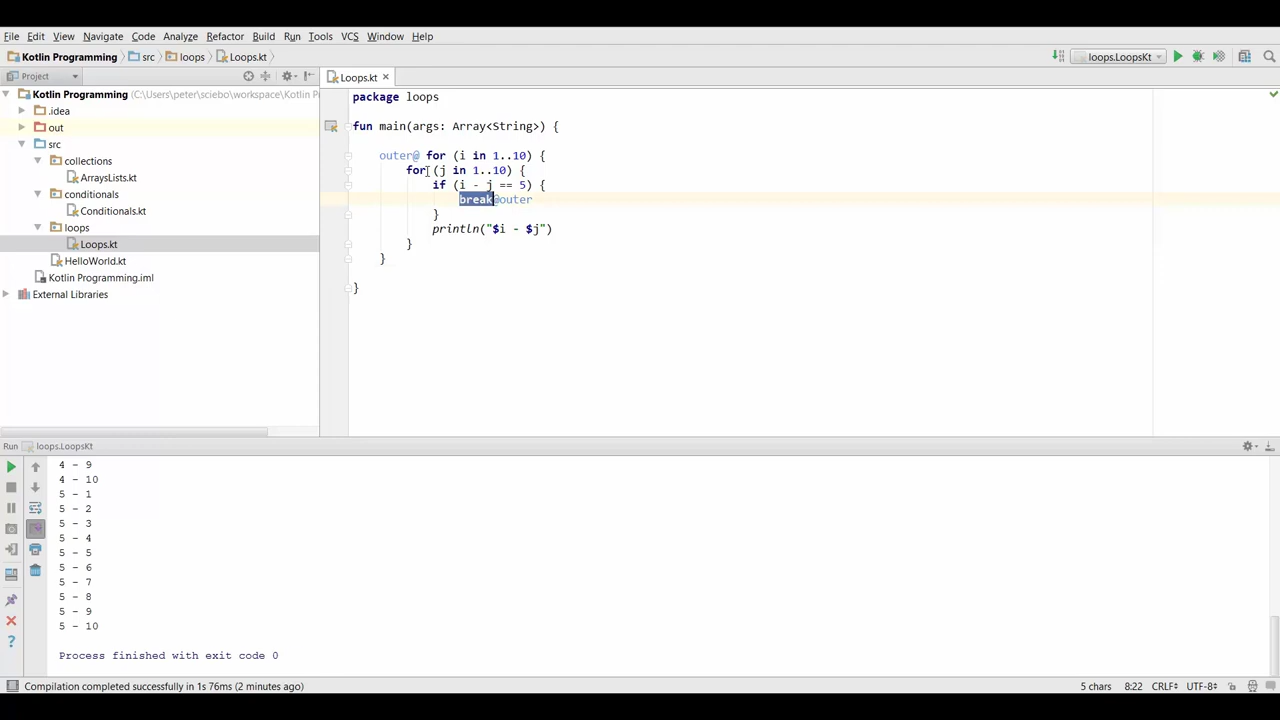 File Edit View Navigate Code Analyze Refactor Build Run Tools VCS Window Help
Kotlin Programming src loops Loops.kt loops.LoopsKt
Project Loops.kt
Kotlin Programming (C:\Users\peter\sciebo\workspace\Kotlin P
.idea
out
src
collections
ArraysLists.kt
conditionals
Conditionals.kt
loops
Loops.kt
HelloWorld.kt
Kotlin Programming.iml
External Libraries
package loops
fun main(args: Array<String>) {
outer@ for (i in 1..10) {
for (j in 1..10) {
if (i - j == 5) {
break@outer
}
println("$i - $j")
}
}
}
Run loops.LoopsKt
4 - 9
4 - 10
5 - 1
5 - 2
5 - 3
5 - 4
5 - 5
5 - 6
5 - 7
5 - 8
5 - 9
5 - 10
Process finished with exit code 0
Compilation completed successfully in 1s 76ms (2 minutes ago) 5 chars 8:22 CRLF UTF-8